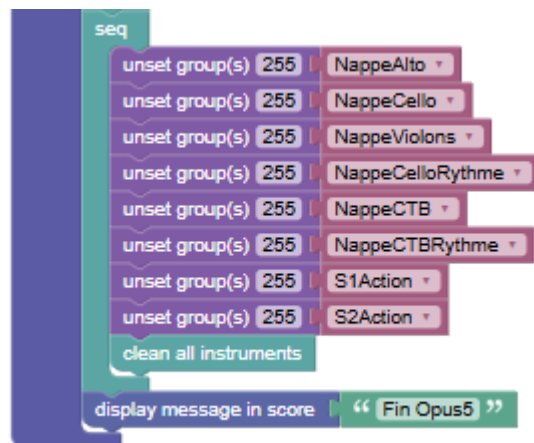 seq
unset group(s) 255 NappeAlto
unset group(s) 255 NappeCello
unset group(s) 255 NappeViolons
unset group(s) 255 NappeCelloRythme
unset group(s) 255 NappeCTB
unset group(s) 255 NappeCTBRythme
unset group(s) 255 S1Action
unset group(s) 255 S2Action
clean all instruments
display message in score “ Fin Opus5 ”